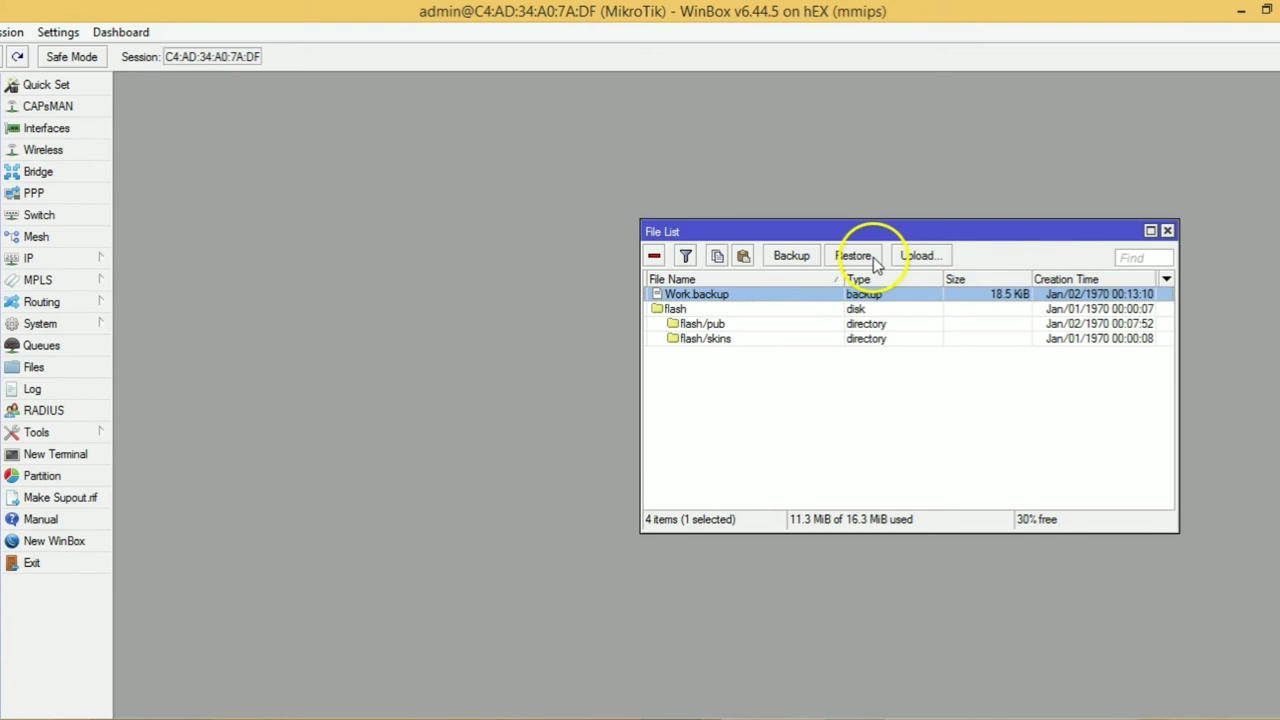 admin@C4:AD:34:A0:7A:DF (MikroTik) - WinBox v6.44.5 on hEX (mmips)
sion Settings Dashboard
Safe Mode Session: C4:AD:34:A0:7A:DF
Quick Set
CAPsMAN
Interfaces
Wireless
Bridge
PPP
Switch
Mesh
IP
MPLS
Routing
System
Queues
Files
Log
RADIUS
Tools
New Terminal
Partition
Make Supout.rif
Manual
New WinBox
Exit
File List
Backup Restore Upload... Find
File Name Type Size Creation Time
Work.backup backup 18.5 KiB Jan/02/1970 00:13:10
flash disk Jan/01/1970 00:00:07
flash/pub directory Jan/02/1970 00:07:52
flash/skins directory Jan/01/1970 00:00:08
4 items (1 selected) 11.3 MiB of 16.3 MiB used 30% free